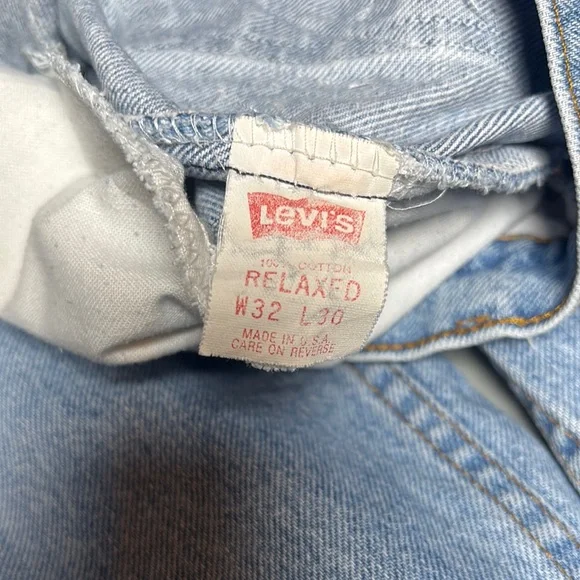 Levi's
100% COTTON
RELAXED
W32 L30
MADE IN U.S.A.
CARE ON REVERSE